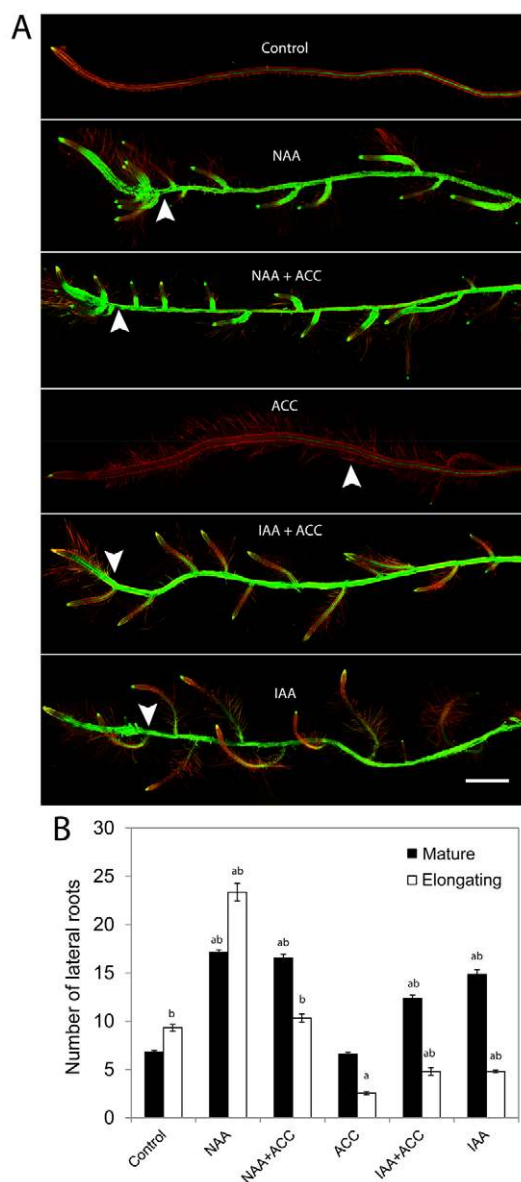 A
Control
NAA
NAA + ACC
ACC
IAA + ACC
IAA
B
30
25
20
15
10
5
0
Number of lateral roots
Mature
Elongating
b
ab
ab
ab
b
a
ab
ab
ab
ab
Control
NAA
NAA+ACC
ACC
IAA+ACC
IAA